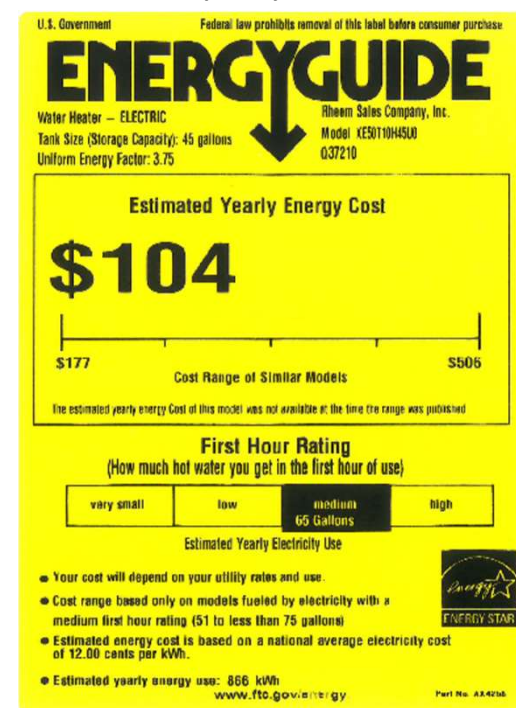 U.S. Government Federal law prohibits removal of this label before consumer purchase
ENERGYGUIDE
Water Heater – ELECTRIC
Tank Size (Storage Capacity): 45 gallons
Uniform Energy Factor: 3.75
Rheem Sales Company, Inc.
Model XE50T10H45U0
Q37210
Estimated Yearly Energy Cost
$104
$177 $506
Cost Range of Similar Models
The estimated yearly energy Cost of this model was not available at the time the range was published
First Hour Rating
(How much hot water you get in the first hour of use)
very small low medium high
65 Gallons
Estimated Yearly Electricity Use
● Your cost will depend on your utility rates and use.
● Cost range based only on models fueled by electricity with a
medium first hour rating (51 to less than 75 gallons)
● Estimated energy cost is based on a national average electricity cost
of 12.00 cents per kWh.
● Estimated yearly energy use: 866 kWh
energy
ENERGY STAR
www.ftc.gov/energy
Part No.